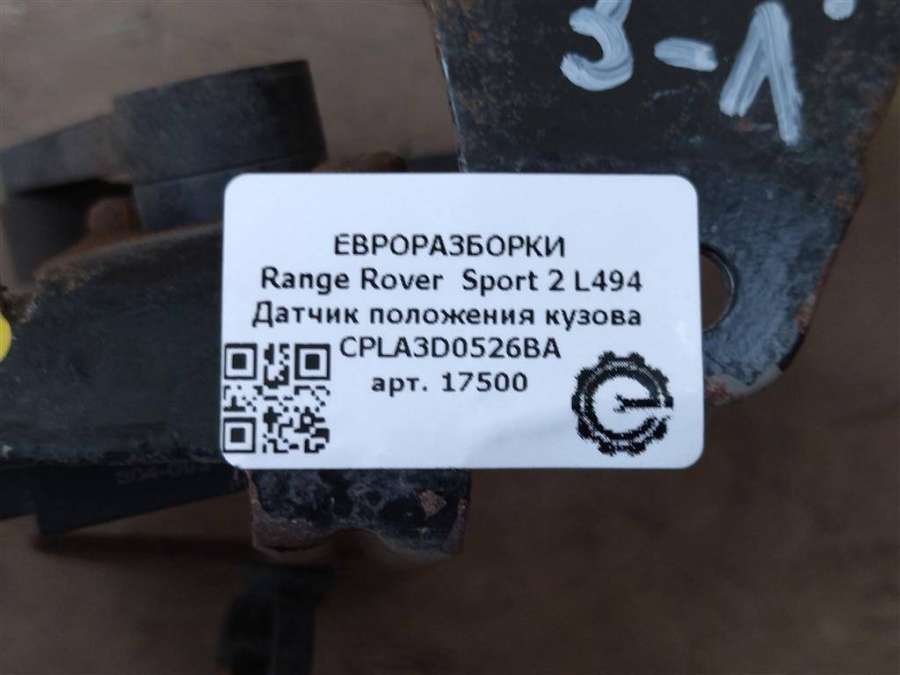 3-1
ЕВРОРАЗБОРКИ
Range Rover Sport 2 L494
Датчик положения кузова
CPLA3D0526BA
арт. 17500